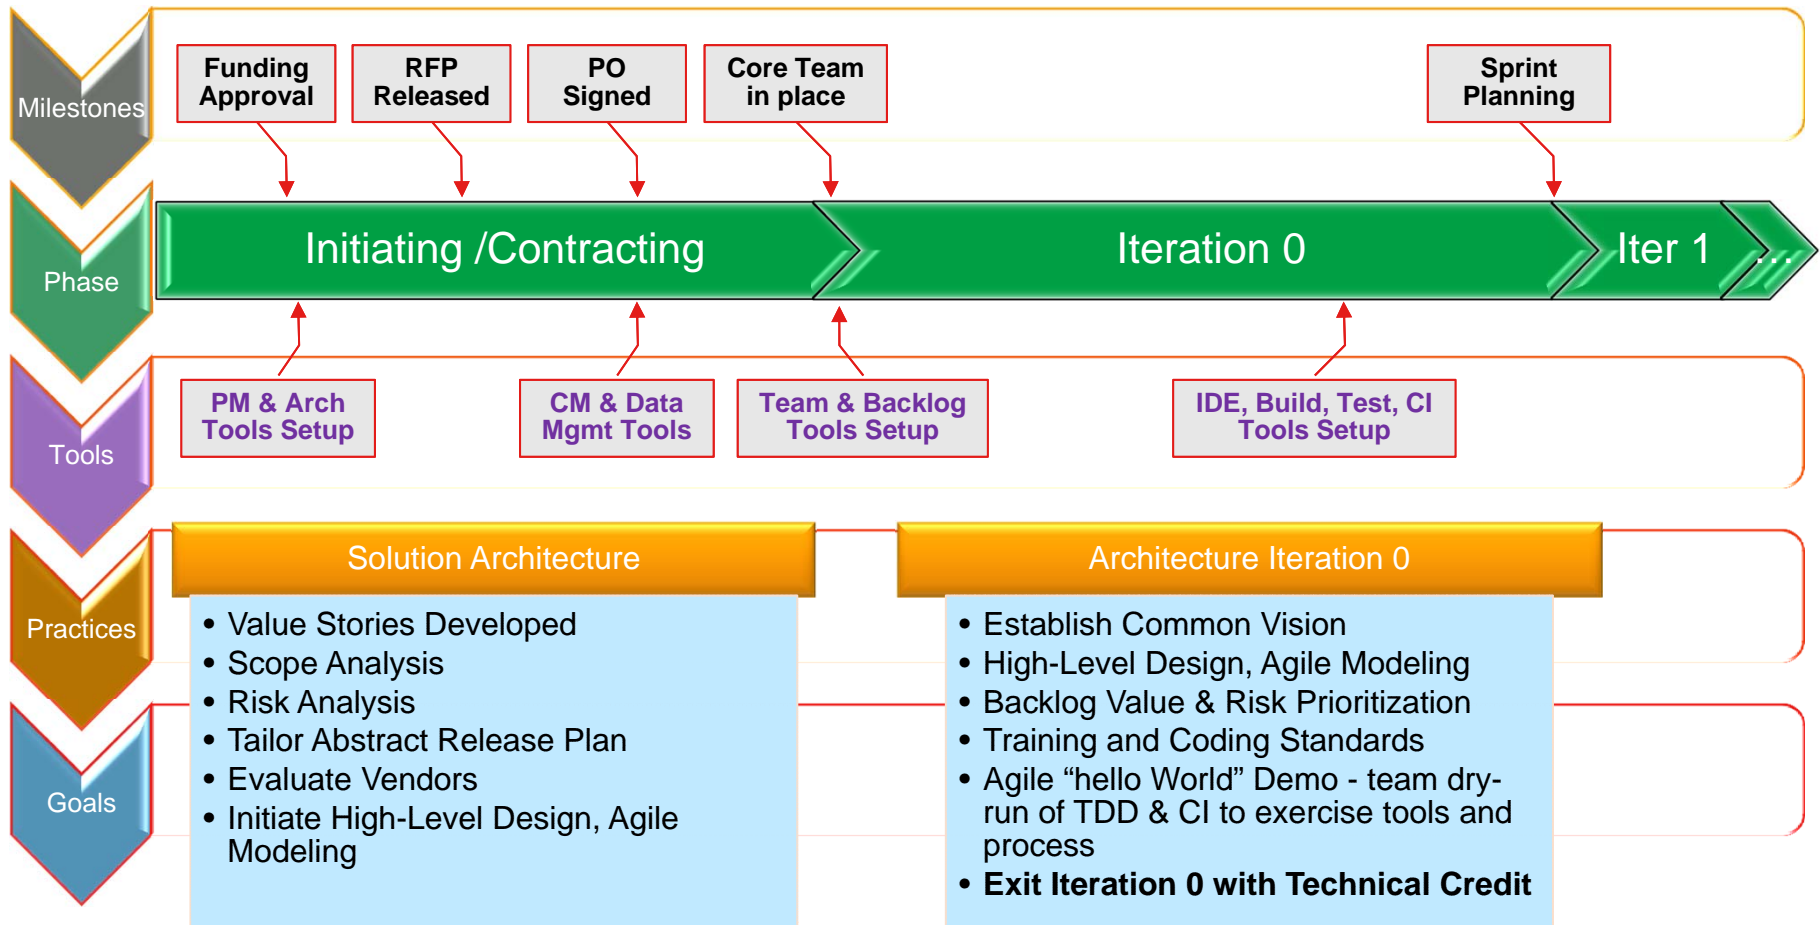 Milestones
Funding
Approval
RFP
Released
PO
Signed
Core Team
in place
Sprint
Planning
Phase
Initiating /Contracting
Iteration 0
Iter 1
...
Tools
PM & Arch
Tools Setup
CM & Data
Mgmt Tools
Team & Backlog
Tools Setup
IDE, Build, Test, CI
Tools Setup
Practices
Goals
Solution Architecture
• Value Stories Developed
• Scope Analysis
• Risk Analysis
• Tailor Abstract Release Plan
• Evaluate Vendors
• Initiate High-Level Design, Agile
Modeling
Architecture Iteration 0
• Establish Common Vision
• High-Level Design, Agile Modeling
• Backlog Value & Risk Prioritization
• Training and Coding Standards
• Agile “hello World” Demo - team dry-
run of TDD & CI to exercise tools and
process
• Exit Iteration 0 with Technical Credit